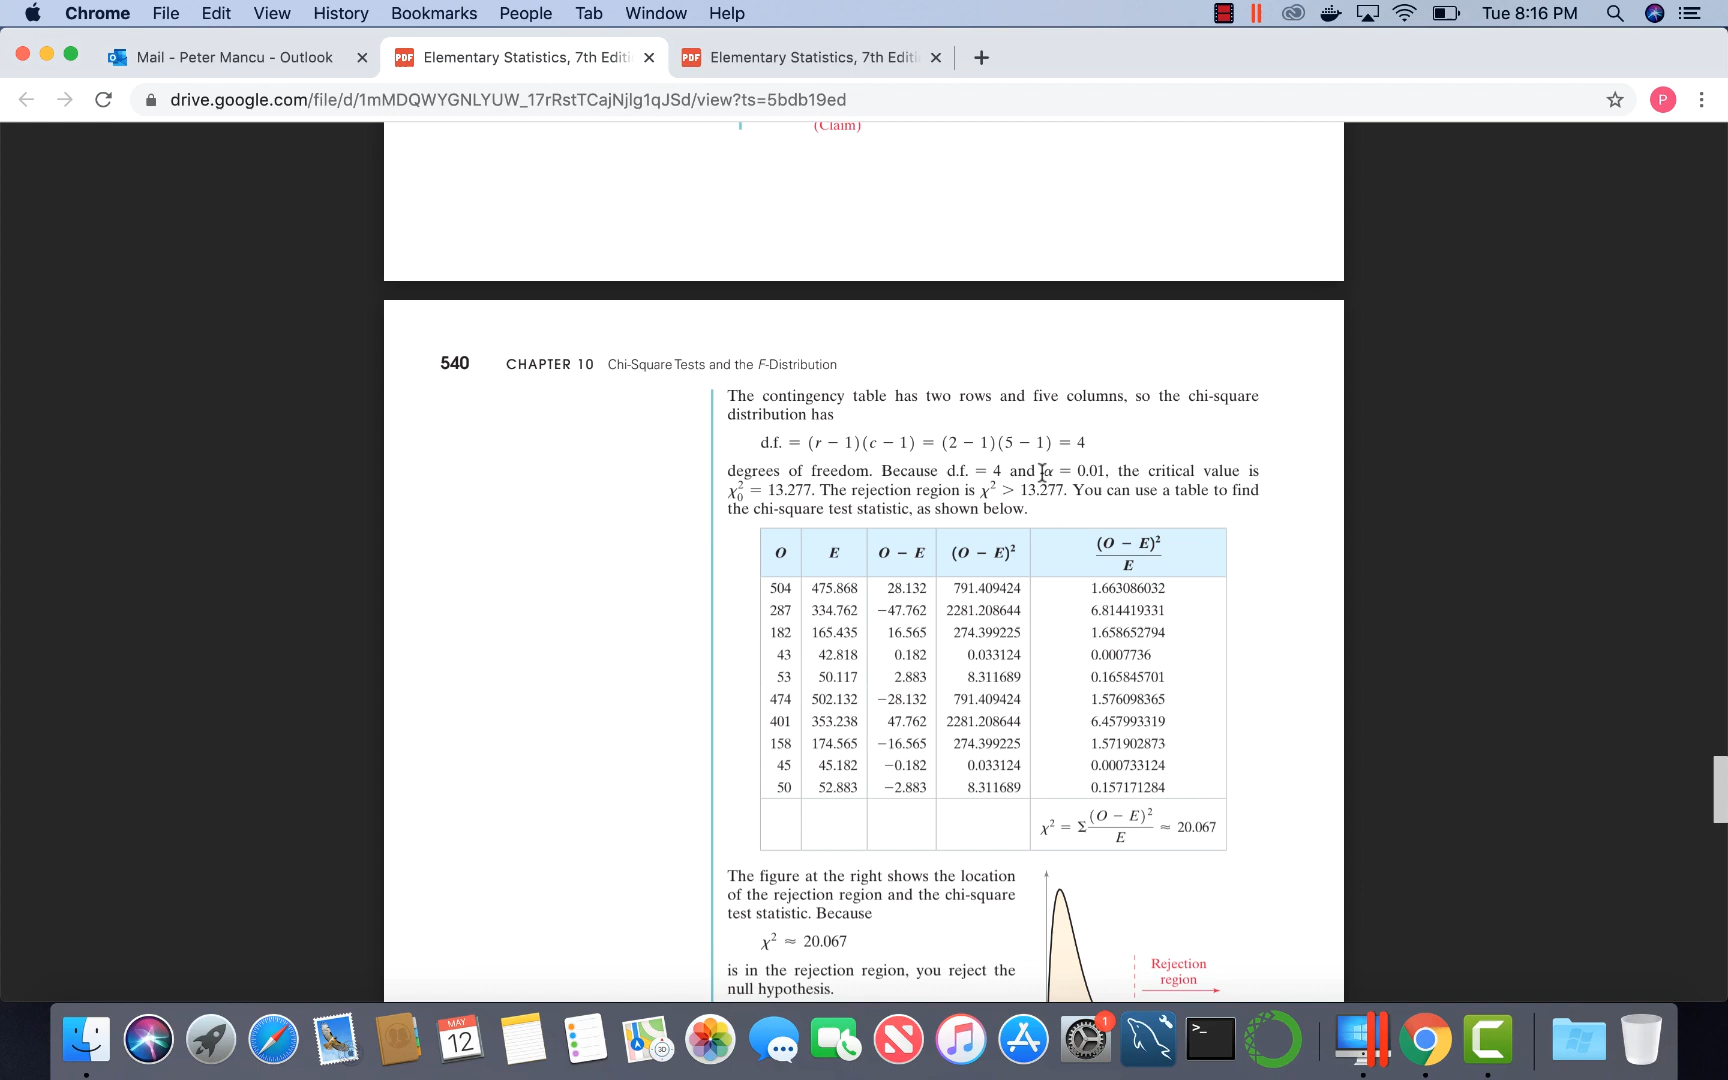 Chrome File Edit View History Bookmarks People Tab Window Help Tue 8:16 PM
Mail - Peter Mancu - Outlook
PDF Elementary Statistics, 7th Editi
PDF Elementary Statistics, 7th Editi
drive.google.com/file/d/1mMDQWYGNLYUW_17rRstTCajNjlg1qJSd/view?ts=5bdb19ed
P
(Claim)
540 CHAPTER 10 Chi-Square Tests and the F-Distribution
The contingency table has two rows and five columns, so the chi-square
distribution has
d.f. = (r − 1)(c − 1) = (2 − 1)(5 − 1) = 4
degrees of freedom. Because d.f. = 4 and α = 0.01, the critical value is
χ₀² = 13.277. The rejection region is χ² > 13.277. You can use a table to find
the chi-square test statistic, as shown below.
O E O − E (O − E)² (O − E)²/E
504 475.868 28.132 791.409424 1.663086032
287 334.762 −47.762 2281.208644 6.814419331
182 165.435 16.565 274.399225 1.658652794
43 42.818 0.182 0.033124 0.0007736
53 50.117 2.883 8.311689 0.165845701
474 502.132 −28.132 791.409424 1.576098365
401 353.238 47.762 2281.208644 6.457993319
158 174.565 −16.565 274.399225 1.571902873
45 45.182 −0.182 0.033124 0.000733124
50 52.883 −2.883 8.311689 0.157171284
χ² = Σ (O − E)²/E ≈ 20.067
The figure at the right shows the location
of the rejection region and the chi-square
test statistic. Because
χ² ≈ 20.067
is in the rejection region, you reject the
null hypothesis.
Rejection
region
MAY
12
3D
1
>_